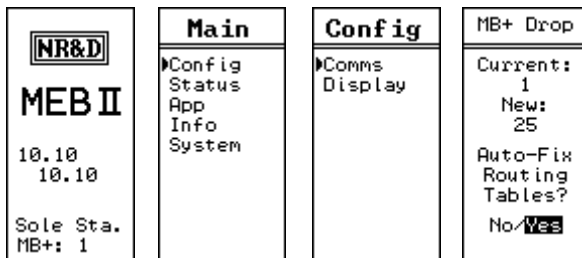 NR&D
MEB II
10.10
10.10
Sole Sta.
MB+: 1
Main
Config
Status
App
Info
System
Config
Comms
Display
MB+ Drop
Current:
1
New:
25
Auto-Fix
Routing
Tables?
No/Yes